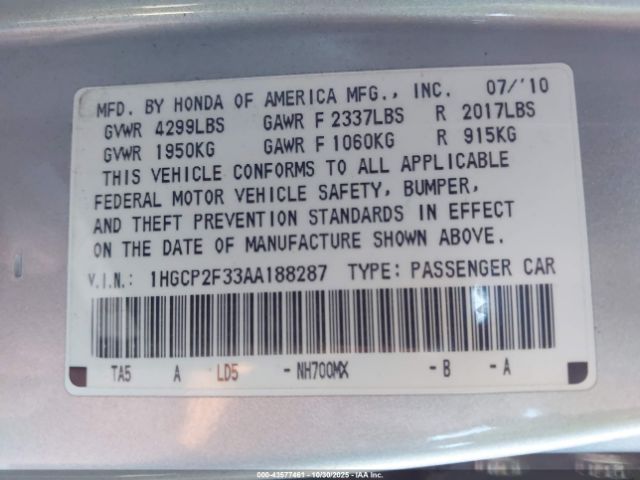 MFD. BY HONDA OF AMERICA MFG., INC. 07/'10
GVWR 4299LBS GAWR F 2337LBS R 2017LBS
GVWR 1950KG GAWR F 1060KG R 915KG
THIS VEHICLE CONFORMS TO ALL APPLICABLE
FEDERAL MOTOR VEHICLE SAFETY, BUMPER,
AND THEFT PREVENTION STANDARDS IN EFFECT
ON THE DATE OF MANUFACTURE SHOWN ABOVE.
V.I.N.: 1HGCP2F33AA188287 TYPE: PASSENGER CAR
TA5 A LD5 - NH700MX - B - A
000-43577461 - 10/30/2025 - IAA Inc.